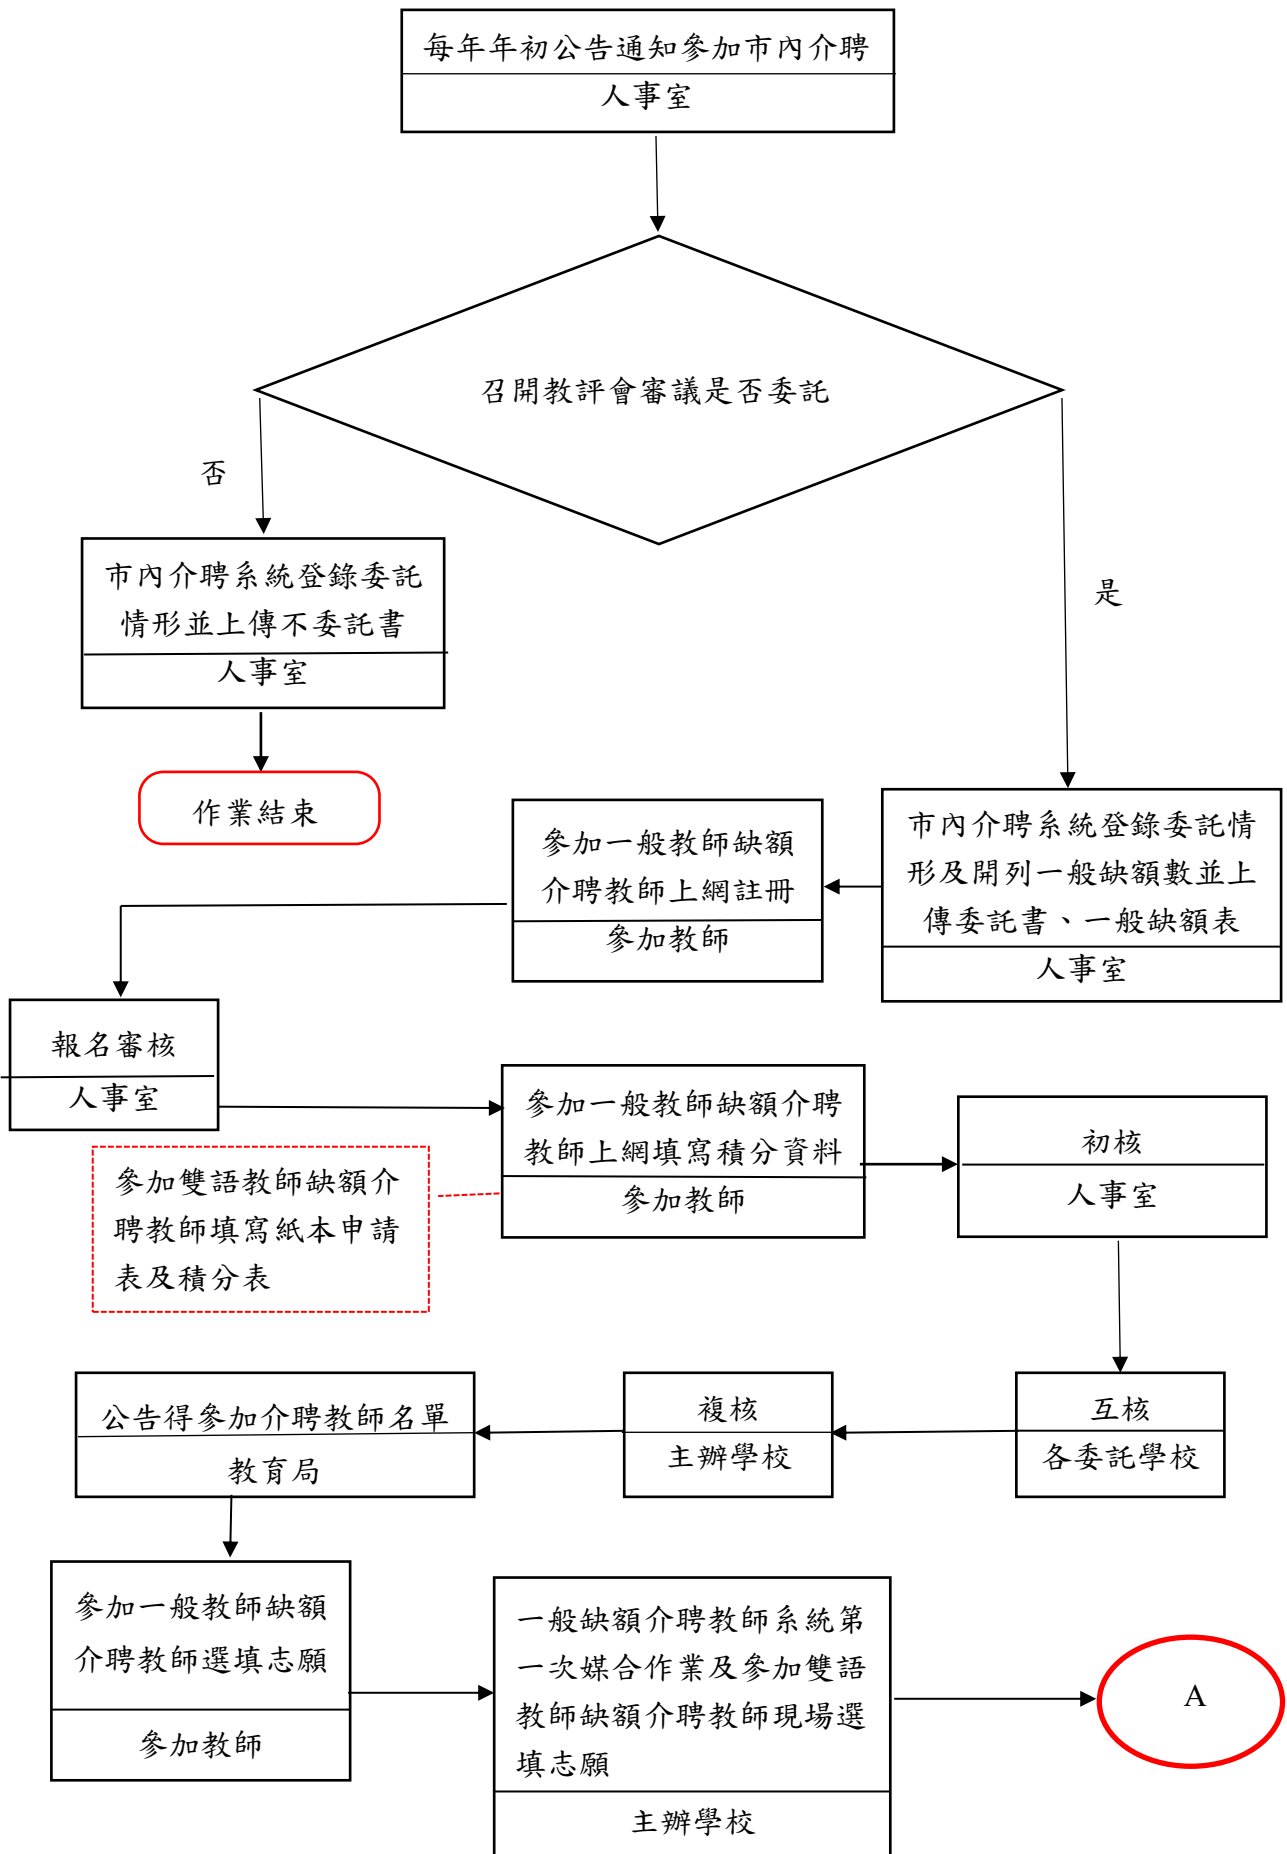 每年年初公告通知參加市內介聘
人事室
召開教評會審議是否委託
否
是
市內介聘系統登錄委託
情形並上傳不委託書
人事室
作業結束
市內介聘系統登錄委託情
形及開列一般缺額數並上
傳委託書、一般缺額表
人事室
參加一般教師缺額
介聘教師上網註冊
參加教師
報名審核
人事室
參加一般教師缺額介聘
教師上網填寫積分資料
參加教師
參加雙語教師缺額介
聘教師填寫紙本申請
表及積分表
初核
人事室
互核
各委託學校
複核
主辦學校
公告得參加介聘教師名單
教育局
參加一般教師缺額
介聘教師選填志願
參加教師
一般缺額介聘教師系統第
一次媒合作業及參加雙語
教師缺額介聘教師現場選
填志願
主辦學校
A